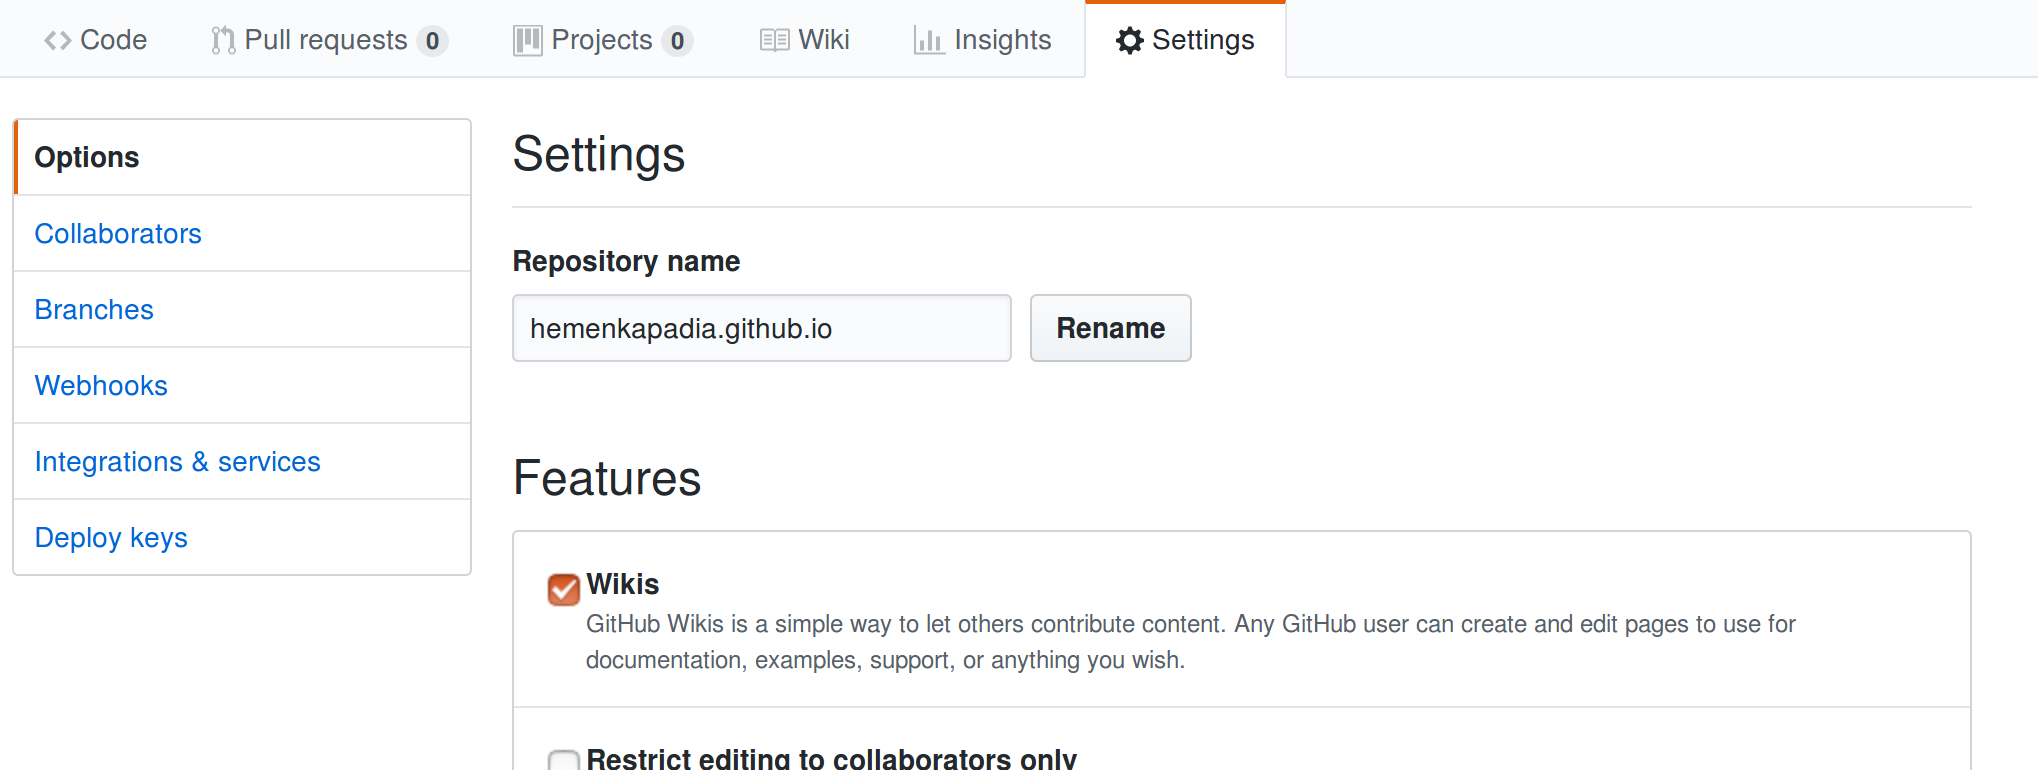 Code Pull requests 0 Projects 0 Wiki Insights Settings
Options
Collaborators
Branches
Webhooks
Integrations & services
Deploy keys
Settings
Repository name
hemenkapadia.github.io Rename
Features
Wikis
GitHub Wikis is a simple way to let others contribute content. Any GitHub user can create and edit pages to use for
documentation, examples, support, or anything you wish.
Restrict editing to collaborators only